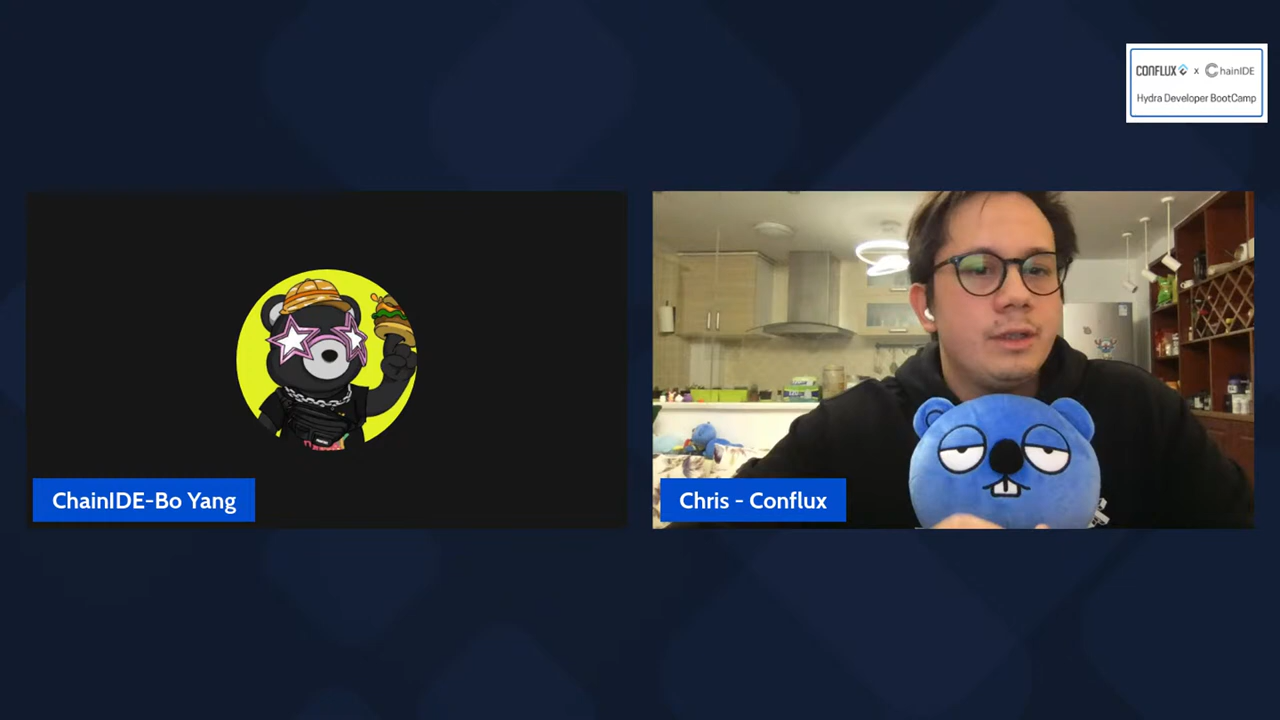 CONFLUX x ChainIDE
Hydra Developer BootCamp
ChainIDE-Bo Yang
Chris - Conflux